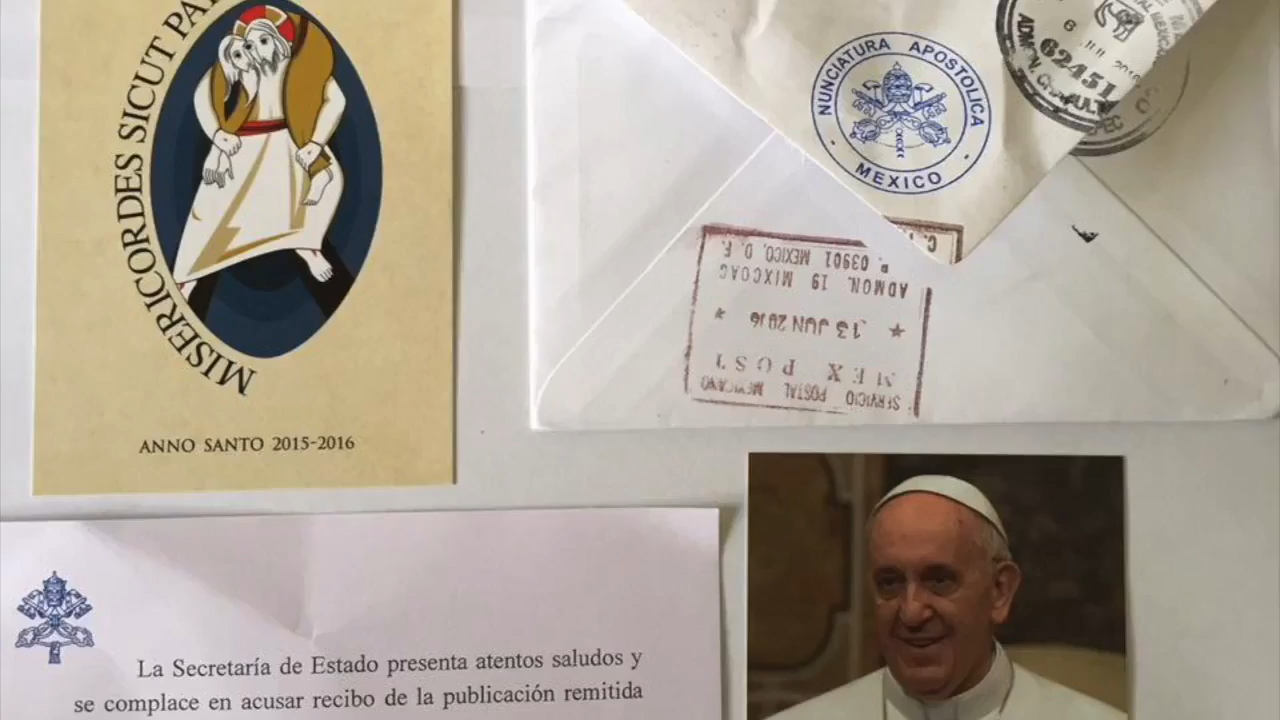 MISERICORDES SICUT PA
ANNO SANTO 2015-2016
NUNCIATURA APOSTOLICA
· MEXICO ·
62451
C.
P. 03901 MEXICO, D. F.
ADMON. 19 MIXCOAC
★ 13 JUN 2016 ★
MEX POST
SERVICIO POSTAL MEXICANO
La Secretaría de Estado presenta atentos saludos y
se complace en acusar recibo de la publicación remitida